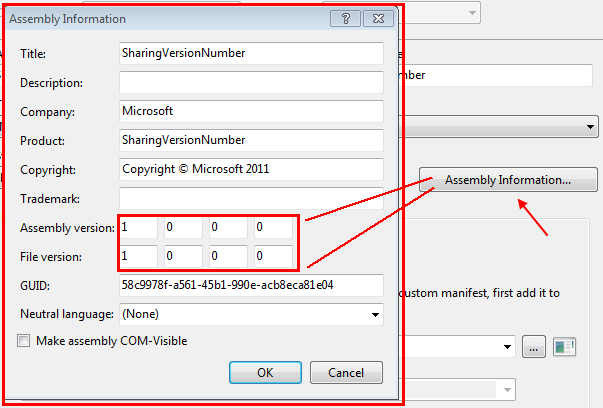 Assembly Information
Title: SharingVersionNumber
Description:
Company: Microsoft
Product: SharingVersionNumber
Copyright: Copyright © Microsoft 2011
Trademark:
Assembly version: 1 0 0 0
File version: 1 0 0 0
GUID: 58c9978f-a561-45b1-990e-acb8eca81e04
Neutral language: (None)
Make assembly COM-Visible
OK Cancel
mber
Assembly Information...
custom manifest, first add it to
...